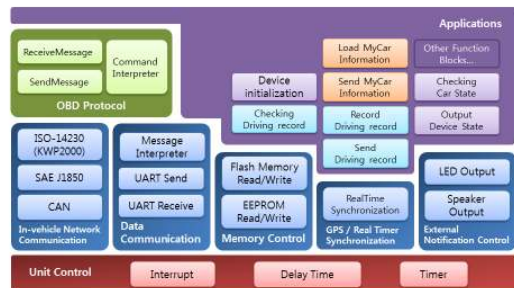 Applications
ReceiveMessage
SendMessage
Command
Interpreter
OBD Protocol
Load MyCar
Information
Other Function
Blocks...
Device
initialization
Send MyCar
Information
Checking
Car State
Checking
Driving record
Record
Driving record
Output
Device State
Send
Driving record
ISO-14230
(KWP2000)
SAE J1850
CAN
In-vehicle Network
Communication
Message
Interpreter
UART Send
UART Receive
Data
Communication
Flash Memory
Read/Write
EEPROM
Read/Write
Memory Control
RealTime
Synchronization
GPS / Real Timer
Synchronization
LED Output
Speaker
Output
External
Notification Control
Unit Control
Interrupt
Delay Time
Timer